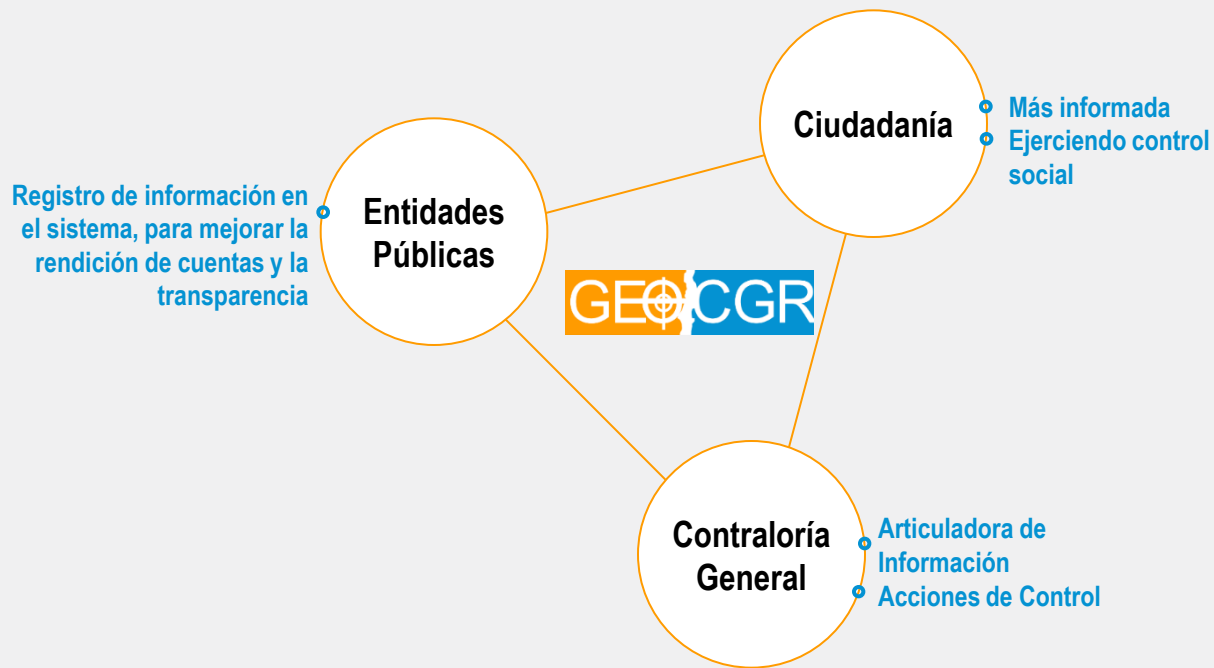 Ciudadanía
Más informada
Ejerciendo control
social
Registro de información en
el sistema, para mejorar la
rendición de cuentas y la
transparencia
Entidades
Públicas
GEO CGR
Contraloría
General
Articuladora de
Información
Acciones de Control